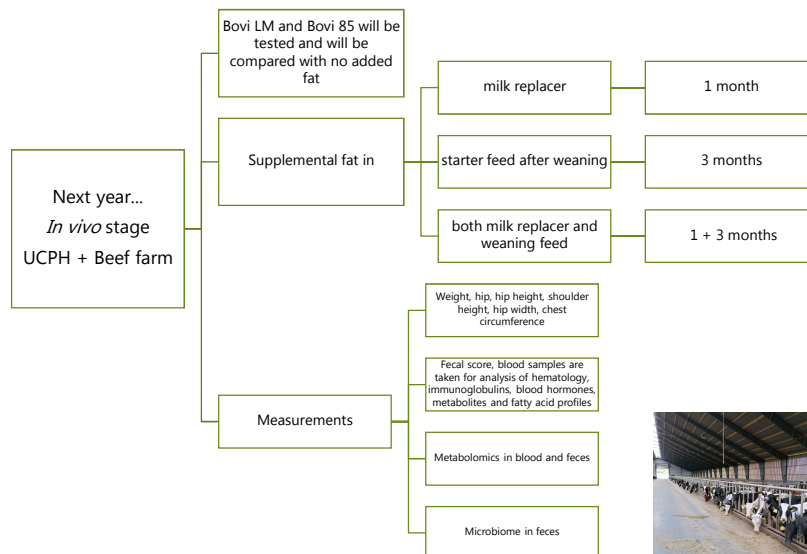 Next year...
In vivo stage
UCPH + Beef farm
Bovi LM and Bovi 85 will be
tested and will be
compared with no added
fat
Supplemental fat in
milk replacer
1 month
starter feed after weaning
3 months
both milk replacer and
weaning feed
1 + 3 months
Measurements
Weight, hip, hip height, shoulder
height, hip width, chest
circumference
Fecal score, blood samples are
taken for analysis of hematology,
immunoglobulins, blood hormones,
metabolites and fatty acid profiles
Metabolomics in blood and feces
Microbiome in feces